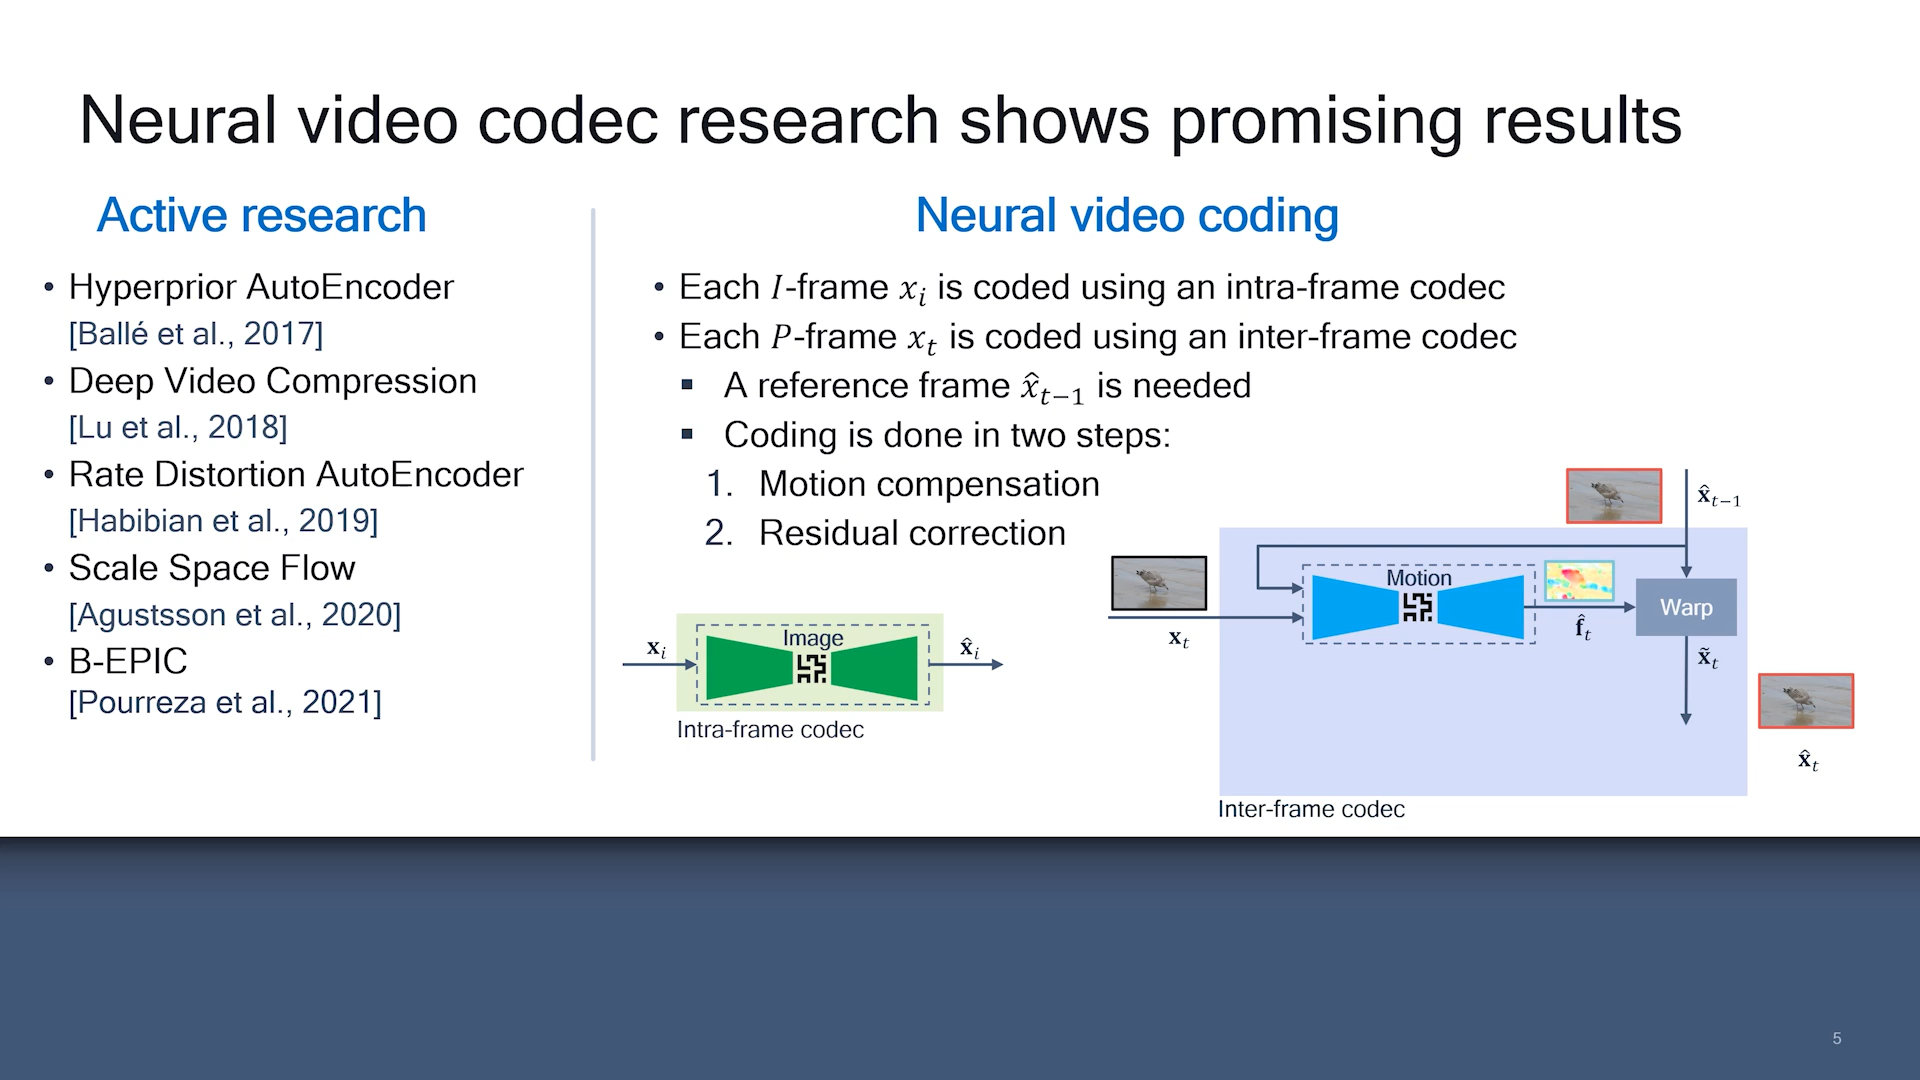 Neural video codec research shows promising results
Active research
• Hyperprior AutoEncoder
[Ballé et al., 2017]
• Deep Video Compression
[Lu et al., 2018]
• Rate Distortion AutoEncoder
[Habibian et al., 2019]
• Scale Space Flow
[Agustsson et al., 2020]
• B-EPIC
[Pourreza et al., 2021]
Neural video coding
• Each I-frame xᵢ is coded using an intra-frame codec
• Each P-frame xₜ is coded using an inter-frame codec
▪ A reference frame x̂ₜ₋₁ is needed
▪ Coding is done in two steps:
1. Motion compensation
2. Residual correction
xᵢ
Image
x̂ᵢ
Intra-frame codec
x̂ₜ₋₁
xₜ
Motion
f̂ₜ
Warp
x̃ₜ
x̂ₜ
Inter-frame codec
5